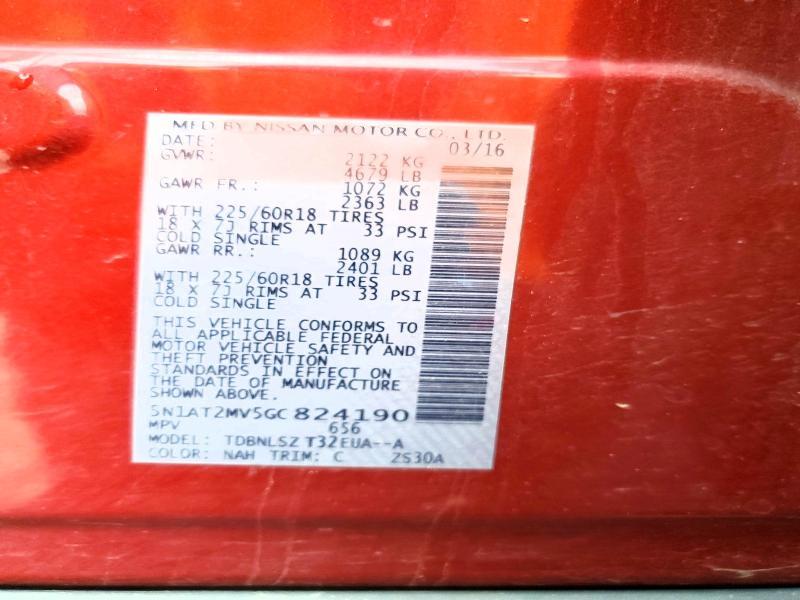 MFD BY NISSAN MOTOR CO., LTD.
DATE: 03/16
GVWR: 2122 KG
4679 LB
GAWR FR.: 1072 KG
2363 LB
WITH 225/60R18 TIRES
18 X 7J RIMS AT 33 PSI
COLD SINGLE
GAWR RR.: 1089 KG
2401 LB
WITH 225/60R18 TIRES
18 X 7J RIMS AT 33 PSI
COLD SINGLE
THIS VEHICLE CONFORMS TO
ALL APPLICABLE FEDERAL
MOTOR VEHICLE SAFETY AND
THEFT PREVENTION
STANDARDS IN EFFECT ON
THE DATE OF MANUFACTURE
SHOWN ABOVE.
5N1AT2MV5GC824190
MPV 656
MODEL: TDBNLSZ T32EUA--A
COLOR: NAH TRIM: C 2S30A